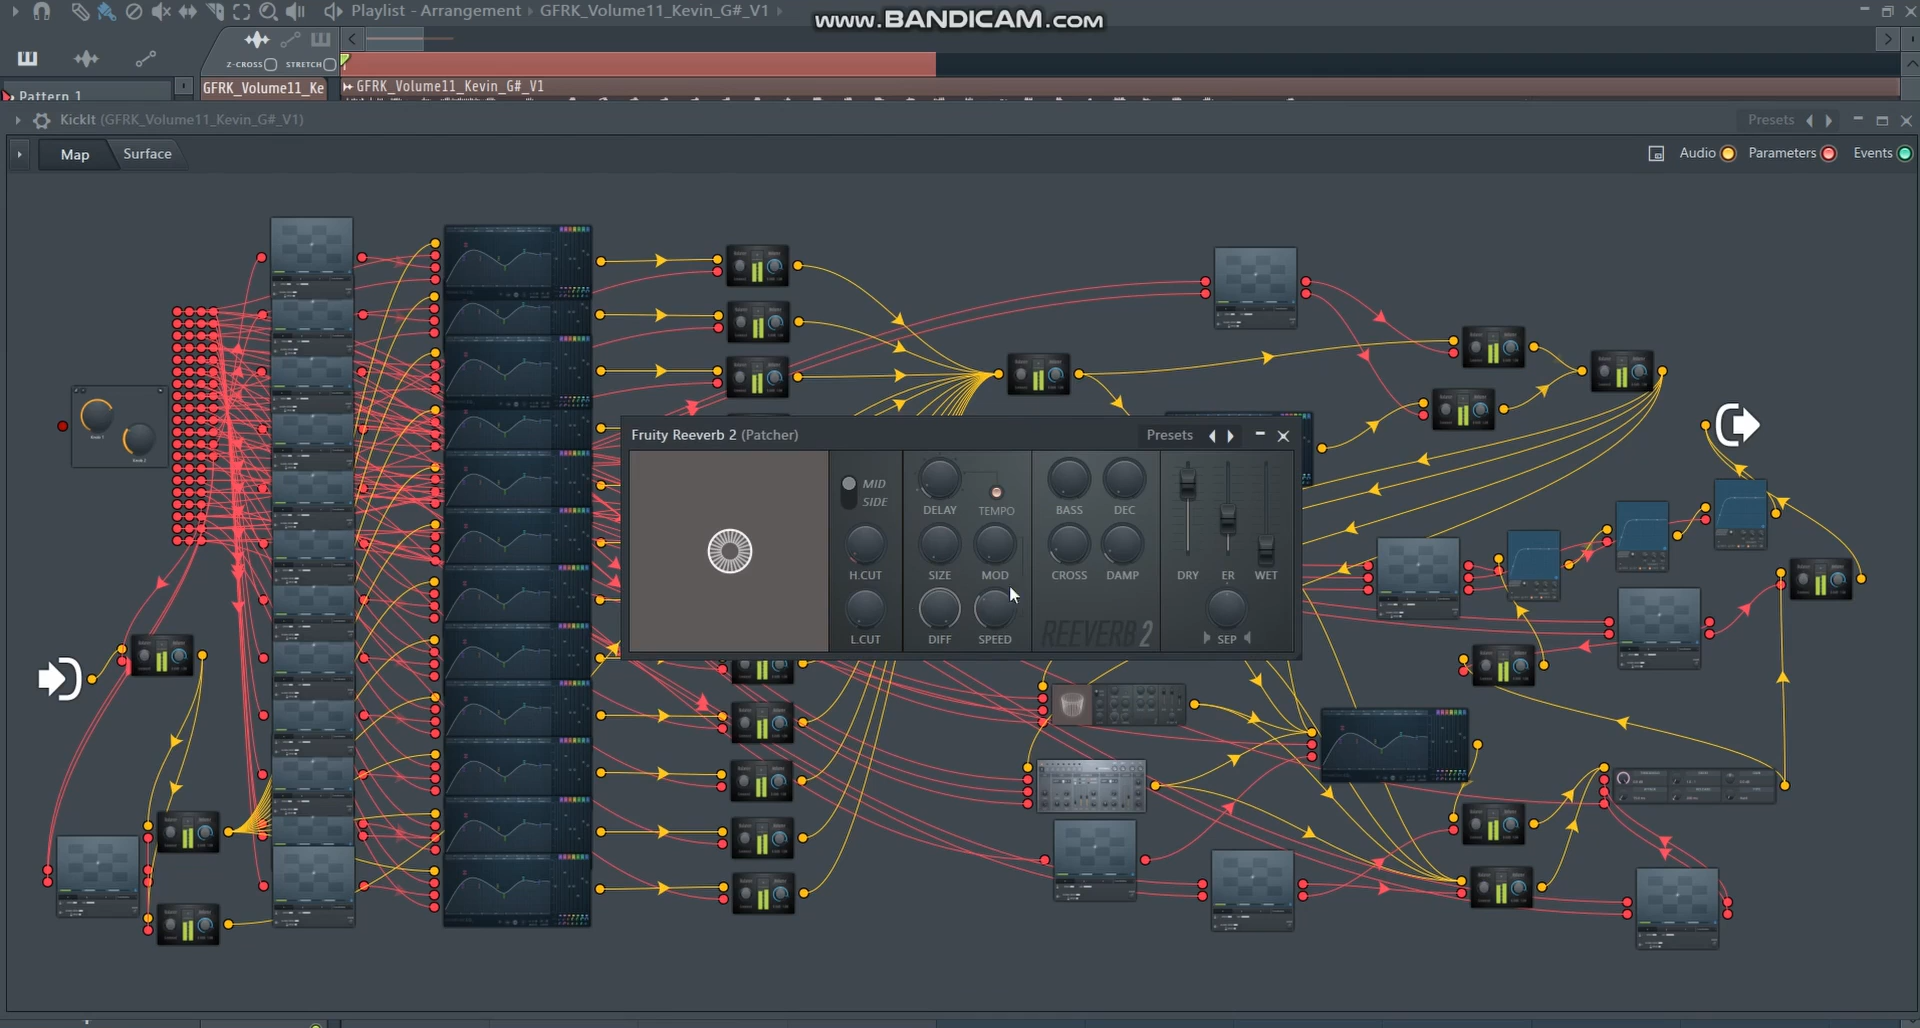 Playlist - Arrangement › GFRK_Volume11_Kevin_G#_V1 ›
www.BANDICAM.com
Z-CROSS
STRETCH
Pattern 1
GFRK_Volume11_Ke
GFRK_Volume11_Kevin_G#_V1
KickIt (GFRK_Volume11_Kevin_G#_V1)
Presets
Map
Surface
Audio
Parameters
Events
Fruity Reeverb 2 (Patcher)
Presets
MID
SIDE
H.CUT
L.CUT
DELAY
TEMPO
SIZE
MOD
DIFF
SPEED
BASS
DEC
CROSS
DAMP
REEVERB 2
DRY
ER
WET
SEP